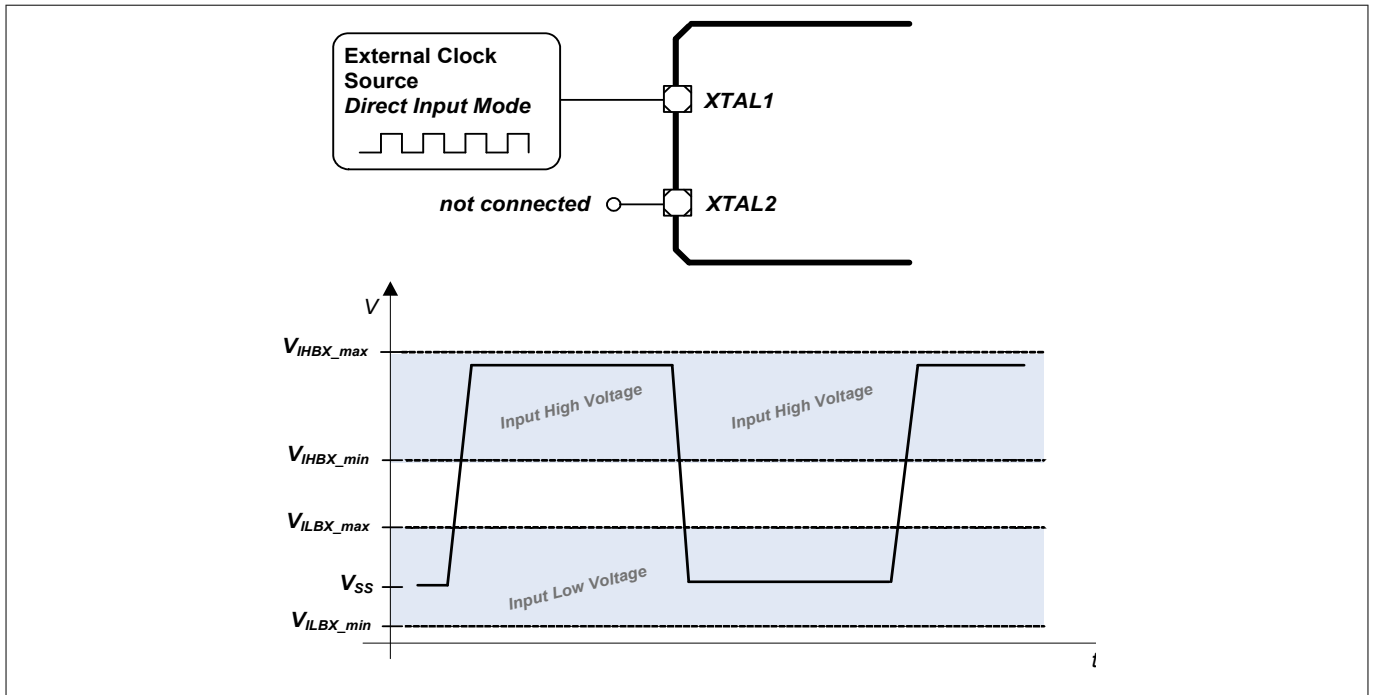 External Clock
Source
Direct Input Mode
XTAL1
not connected
XTAL2
V
VIHBX_max
Input High Voltage
Input High Voltage
VIHBX_min
VILBX_max
VSS
Input Low Voltage
VILBX_min
t